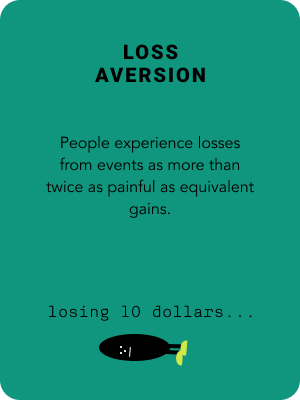 LOSS
AVERSION
People experience losses
from events as more than
twice as painful as equivalent
gains.
losing 10 dollars...